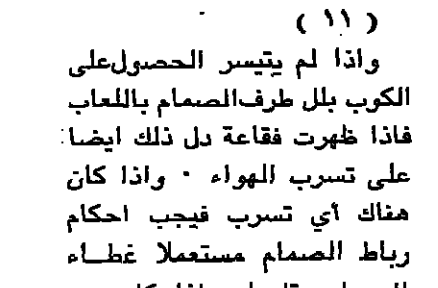 ( ١١ )
واذا لم يتيسر الحصول على
الكوب بلل طرف الصمام باللعاب
فاذا ظهرت فقاعة دل ذلك ايضا
على تسرب الهواء . واذا كان
هناك أي تسرب فيجب احكام
رباط الصمام مستعملا غطاء